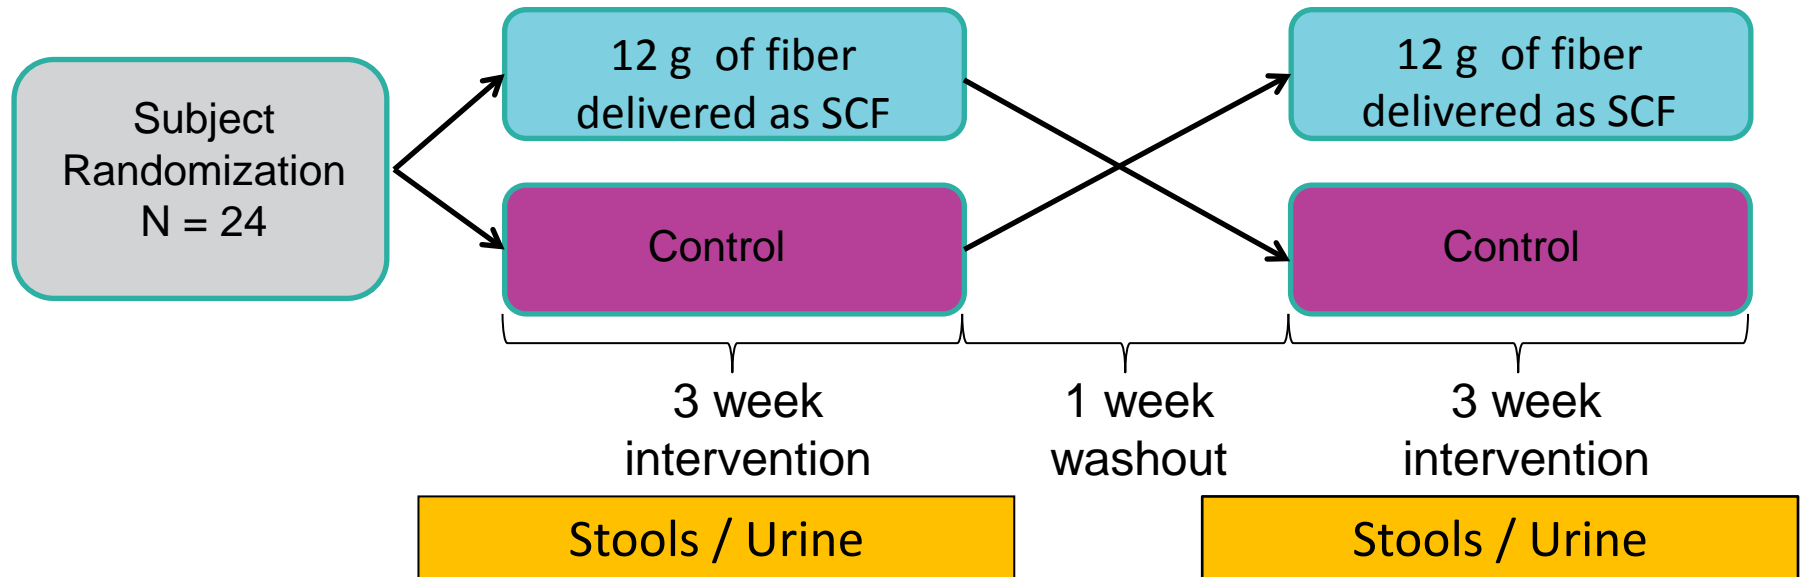 Subject
Randomization
N = 24
12 g  of fiber
delivered as SCF
Control
12 g  of fiber
delivered as SCF
Control
3 week
intervention
1 week
washout
3 week
intervention
Stools / Urine
Stools / Urine